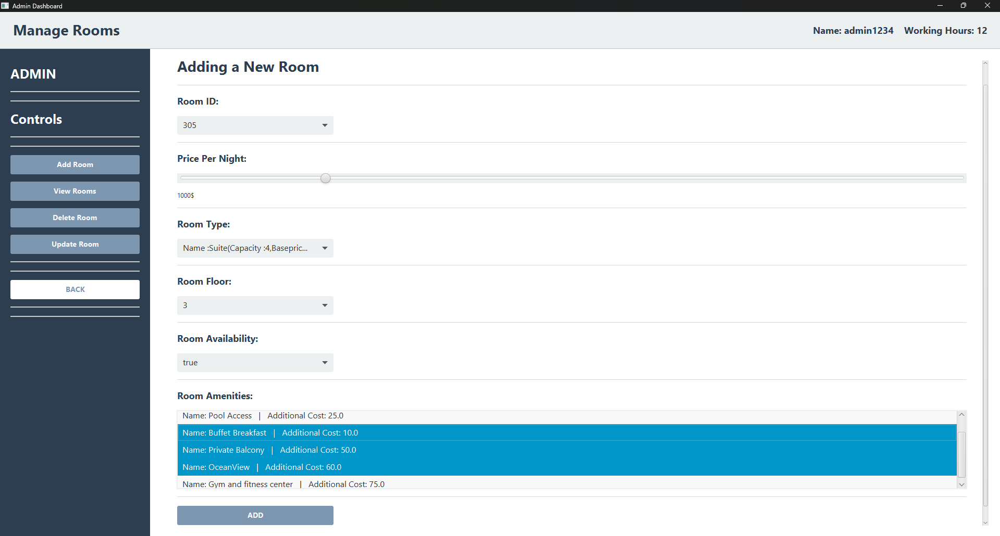 Admin Dashboard
Manage Rooms
Name: admin1234 Working Hours: 12
ADMIN
Controls
Add Room
View Rooms
Delete Room
Update Room
BACK
Adding a New Room
Room ID:
305
Price Per Night:
1000$
Room Type:
Name :Suite(Capacity :4,Basepric...
Room Floor:
3
Room Availability:
true
Room Amenities:
Name: Pool Access | Additional Cost: 25.0
Name: Buffet Breakfast | Additional Cost: 10.0
Name: Private Balcony | Additional Cost: 50.0
Name: OceanView | Additional Cost: 60.0
Name: Gym and fitness center | Additional Cost: 75.0
ADD